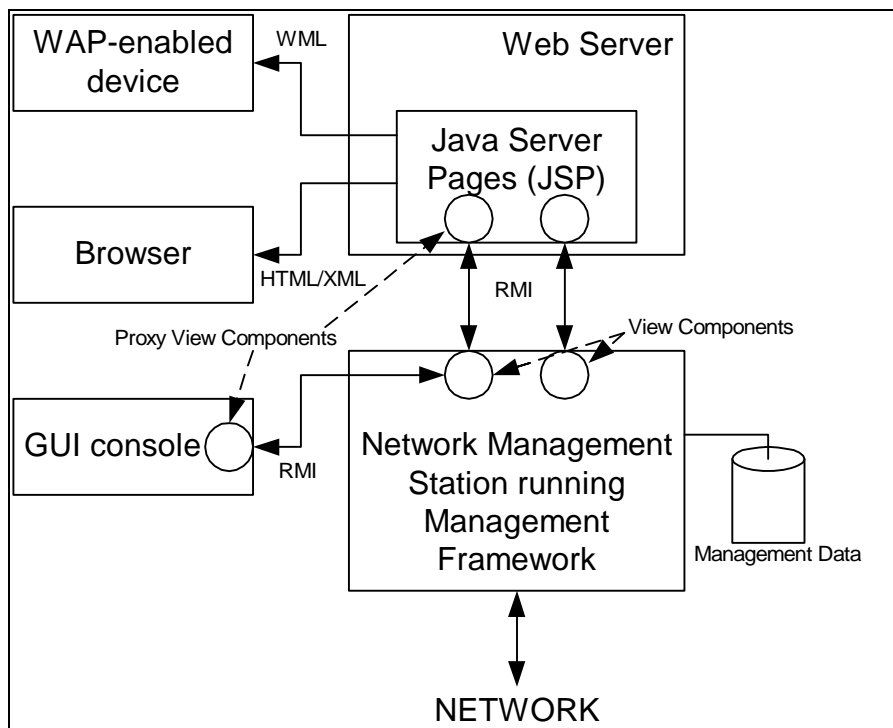 WAP-enabled
device
WML
Web Server
Java Server
Pages (JSP)
Browser
HTML/XML
RMI
Proxy View Components
View Components
GUI console
RMI
Network Management
Station running
Management
Framework
Management Data
NETWORK